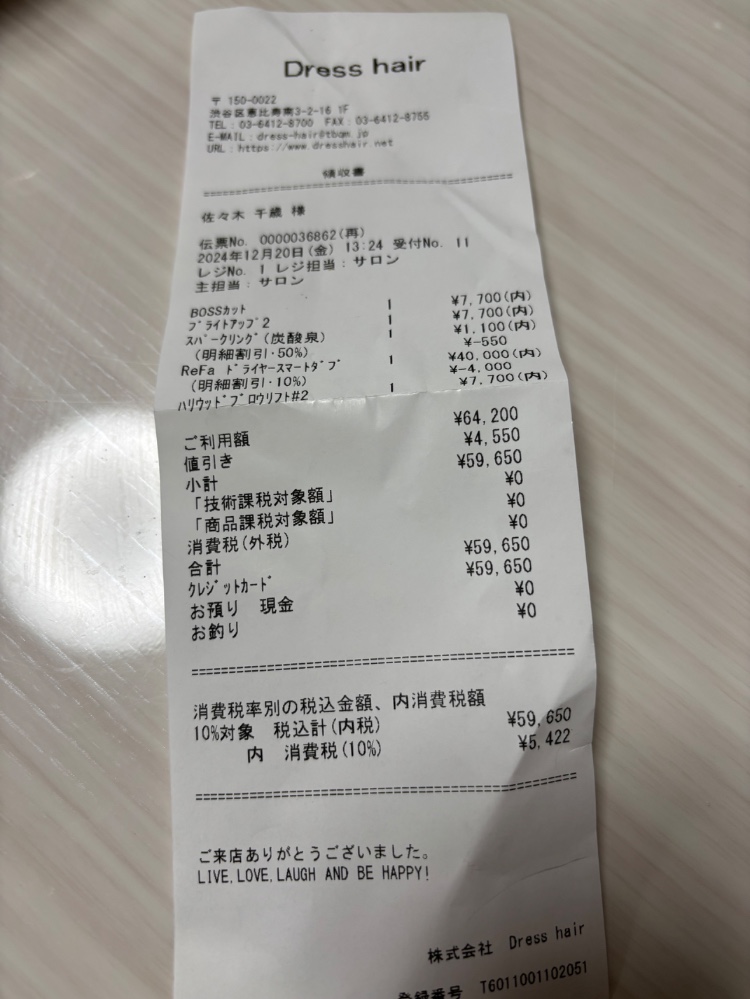 Dress hair
〒 150-0022
渋谷区恵比寿南3-2-16 1F
TEL : 03-6412-8700 FAX : 03-6412-8755
E-MAIL : dress-hair@tbgm.jp
URL : https://www.dresshair.net
領収書
佐々木 千歳 様
伝票No. 0000036862(再)
2024年12月20日(金) 13:24 受付No. 11
レジNo. 1 レジ担当 : サロン
主担当 : サロン
BOSSカット 1 ¥7,700(内)
ブライトアップ2 1 ¥7,700(内)
スパークリング(炭酸泉) 1 ¥1,100(内)
(明細割引・50%) ¥-550
ReFa ドライヤースマートダブ 1 ¥40,000(内)
(明細割引・10%) ¥-4,000
ハリウッドブロウリフト#2 1 ¥7,700(内)
ご利用額 ¥64,200
値引き ¥4,550
小計 ¥59,650
「技術課税対象額」 ¥0
「商品課税対象額」 ¥0
消費税(外税) ¥0
合計 ¥59,650
クレジットカード ¥59,650
お預り 現金 ¥0
お釣り ¥0
消費税率別の税込金額、内消費税額
10%対象 税込計(内税) ¥59,650
内 消費税(10%) ¥5,422
ご来店ありがとうございました。
LIVE,LOVE,LAUGH AND BE HAPPY!
株式会社 Dress hair
登録番号 T6011001102051